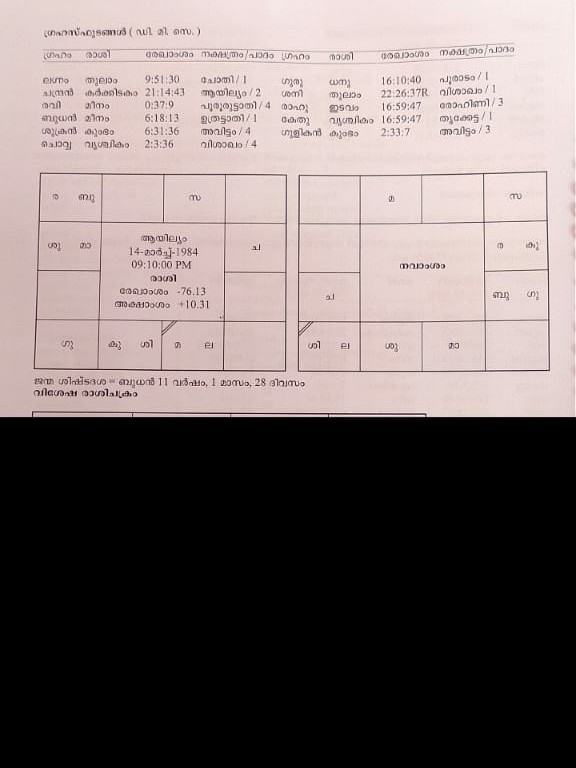 ഗ്രഹസ്ഫുടങ്ങൾ ( ഡി. മി. സെ. )
ഗ്രഹം രാശി രേഖാംശം നക്ഷത്രം/പാദം ഗ്രഹം രാശി രേഖാംശം നക്ഷത്രം/പാദം
ലഗ്നം തുലാം 9:51:30 ചോതി / 1 ഗുരു ധനു 16:10:40 പൂരാടം / 1
ചന്ദ്രൻ കർക്കിടകം 21:14:43 ആയില്യം / 2 ശനി തുലാം 22:26:37R വിശാഖം / 1
രവി മീനം 0:37:9 പൂരുരുട്ടാതി / 4 രാഹു ഇടവം 16:59:47 രോഹിണി / 3
ബുധൻ മീനം 6:18:13 ഉത്രട്ടാതി / 1 കേതു വൃശ്ചികം 16:59:47 തൃക്കേട്ട / 1
ശുക്രൻ കുംഭം 6:31:36 അവിട്ടം / 4 ഗുളികൻ കുംഭം 2:33:7 അവിട്ടം / 3
ചൊവ്വ വൃശ്ചികം 2:3:36 വിശാഖം / 4
ര ബു സ മ സ
ആയില്യം
ശു മാ 14-മാർച്ച്-1984 ച ര കു
09:10:00 PM നവാംശം
രാശി
രേഖാംശം -76.13 ച ബു ഗു
അക്ഷാംശം +10.31
ഗു കു ശി മ ല ശി ല ശു മാ
ജന്മ ശിഷ്ടദശ = ബുധൻ 11 വർഷം, 1 മാസം, 28 ദിവസം
വിശേഷ രാശിചക്രം